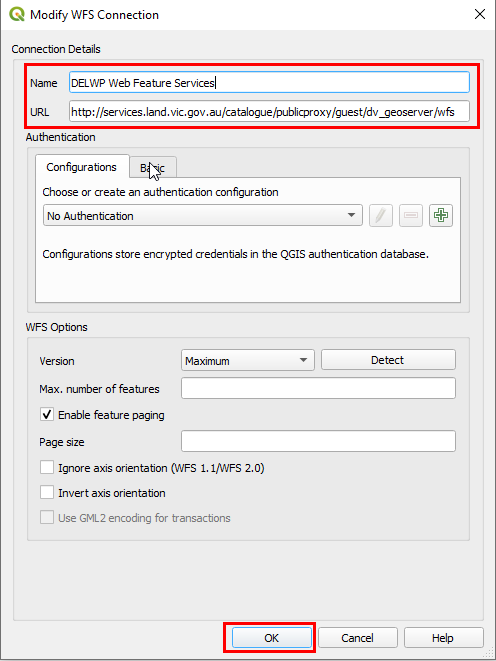 Modify WFS Connection
Connection Details
Name DELWP Web Feature Services
URL http://services.land.vic.gov.au/catalogue/publicproxy/guest/dv_geoserver/wfs
Authentication
Configurations Basic
Choose or create an authentication configuration
No Authentication
Configurations store encrypted credentials in the QGIS authentication database.
WFS Options
Version Maximum Detect
Max. number of features
Enable feature paging
Page size
Ignore axis orientation (WFS 1.1/WFS 2.0)
Invert axis orientation
Use GML2 encoding for transactions
OK Cancel Help